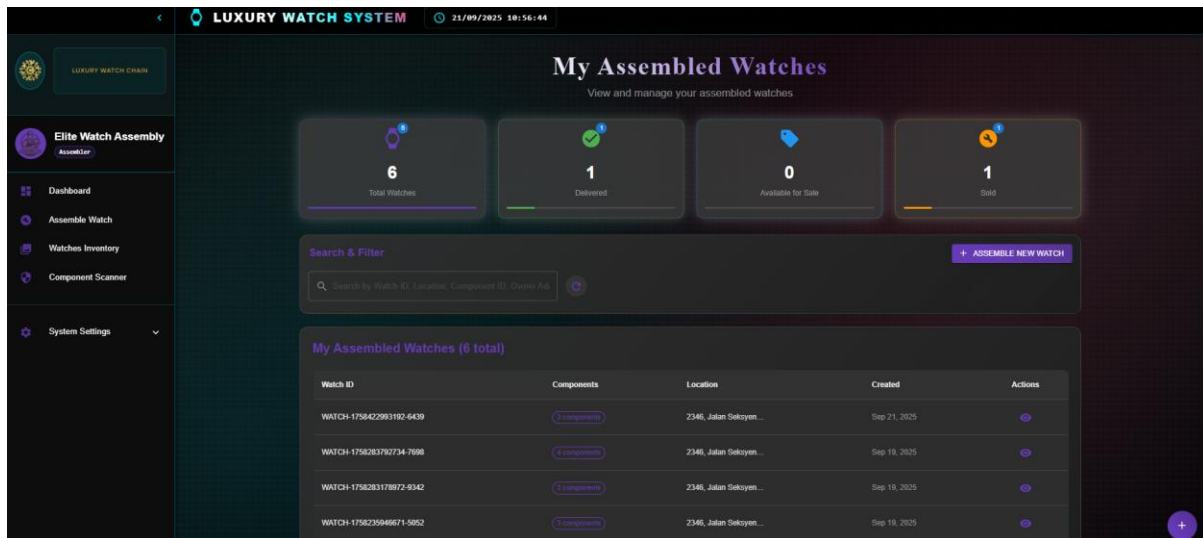 LUXURY WATCH SYSTEM
21/09/2025 10:56:44
LUXURY WATCH CHAIN
Elite Watch Assembly
Assembler
Dashboard
Assemble Watch
Watches Inventory
Component Scanner
System Settings
My Assembled Watches
View and manage your assembled watches
6
Total Watches
1
1
Delivered
0
Available for Sale
1
1
Sold
Search & Filter
+ ASSEMBLE NEW WATCH
Search by Watch ID, Location, Component ID, Owner Ad
My Assembled Watches (6 total)
Watch ID Components Location Created Actions
WATCH-1758422993192-6439 components 2346, Jalan Seksyen... Sep 21, 2025
WATCH-1758283792734-7698 4 components 2346, Jalan Seksyen... Sep 19, 2025
WATCH-1758283178972-9342 components 2346, Jalan Seksyen... Sep 19, 2025
WATCH-1758235946671-5052 components 2346, Jalan Seksyen... Sep 19, 2025
+